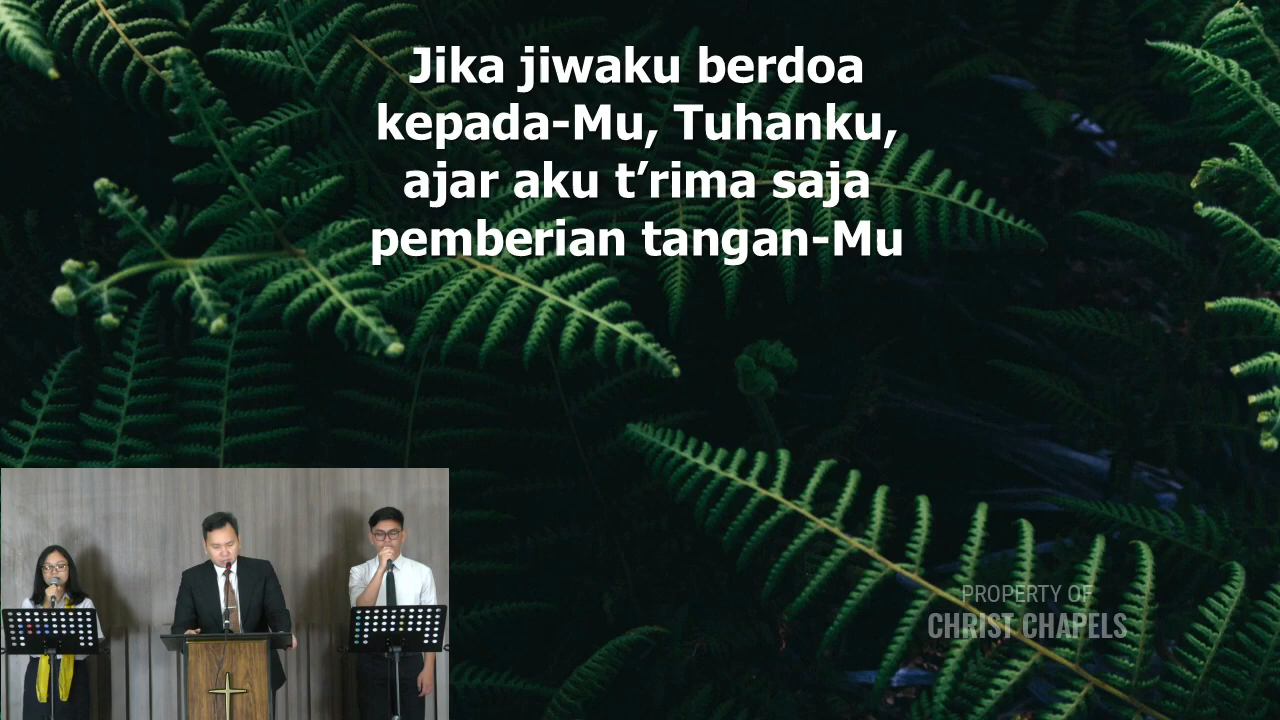 Jika jiwaku berdoa
kepada-Mu, Tuhanku,
ajar aku t’rima saja
pemberian tangan-Mu
PROPERTY OF
CHRIST CHAPELS